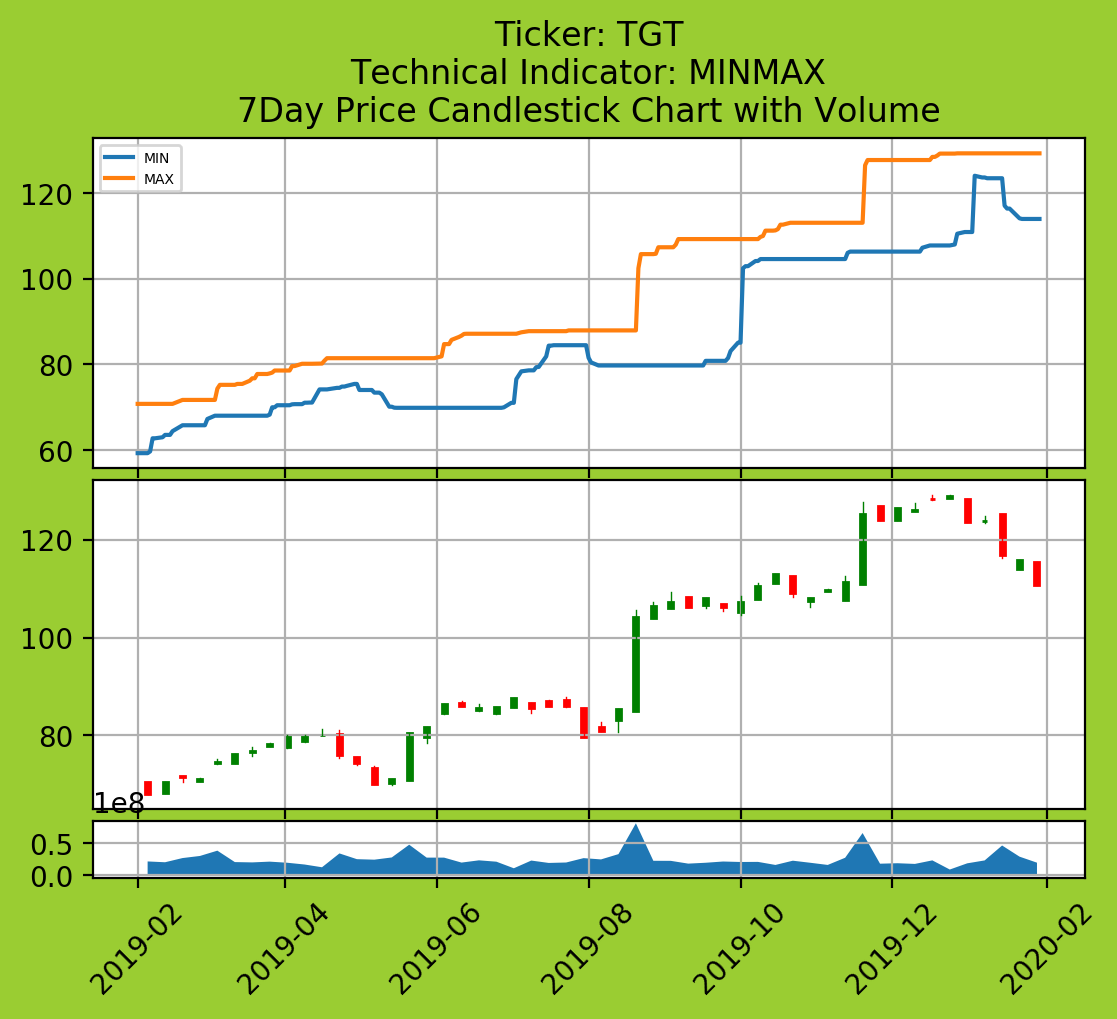 Ticker: TGT
Technical Indicator: MINMAX
7Day Price Candlestick Chart with Volume
MIN
MAX
120
100
80
60
120
100
80
1e8
0.5
0.0
2019-02
2019-04
2019-06
2019-08
2019-10
2019-12
2020-02